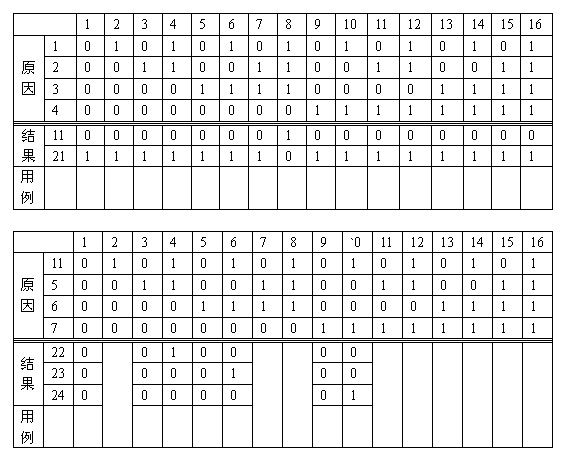 1 2 3 4 5 6 7 8 9 10 11 12 13 14 15 16
原因
1 0 1 0 1 0 1 0 1 0 1 0 1 0 1 0 1
2 0 0 1 1 0 0 1 1 0 0 1 1 0 0 1 1
3 0 0 0 0 1 1 1 1 0 0 0 0 1 1 1 1
4 0 0 0 0 0 0 0 0 1 1 1 1 1 1 1 1
结果
11 0 0 0 0 0 0 0 1 0 0 0 0 0 0 0 0
21 1 1 1 1 1 1 1 0 1 1 1 1 1 1 1 1
用例
1 2 3 4 5 6 7 8 9 `0 11 12 13 14 15 16
原因
11 0 1 0 1 0 1 0 1 0 1 0 1 0 1 0 1
5 0 0 1 1 0 0 1 1 0 0 1 1 0 0 1 1
6 0 0 0 0 1 1 1 1 0 0 0 0 1 1 1 1
7 0 0 0 0 0 0 0 0 1 1 1 1 1 1 1 1
结果
22 0 0 1 0 0 0 0
23 0 0 0 0 1 0 0
24 0 0 0 0 0 0 1
用例